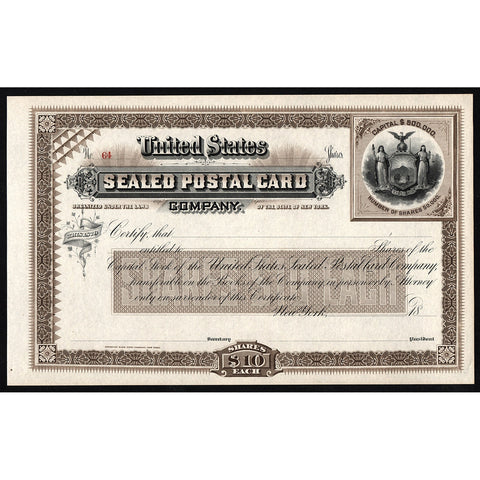 No. 64
United States
Shares
SEALED POSTAL CARD
ORGANIZED UNDER THE LAWS
COMPANY.
OF THE STATE OF NEW YORK.
CAPITAL $ 500,000.
NUMBER OF SHARES
Certify, that
entitled to Shares of the
Capital Stock of the United States Sealed Postal Card Company,
transferable on the Books of the Company in person or by Attorney
only on surrender of this Certificate.
New York, 18
Secretary
President
SHARES
$10
EACH